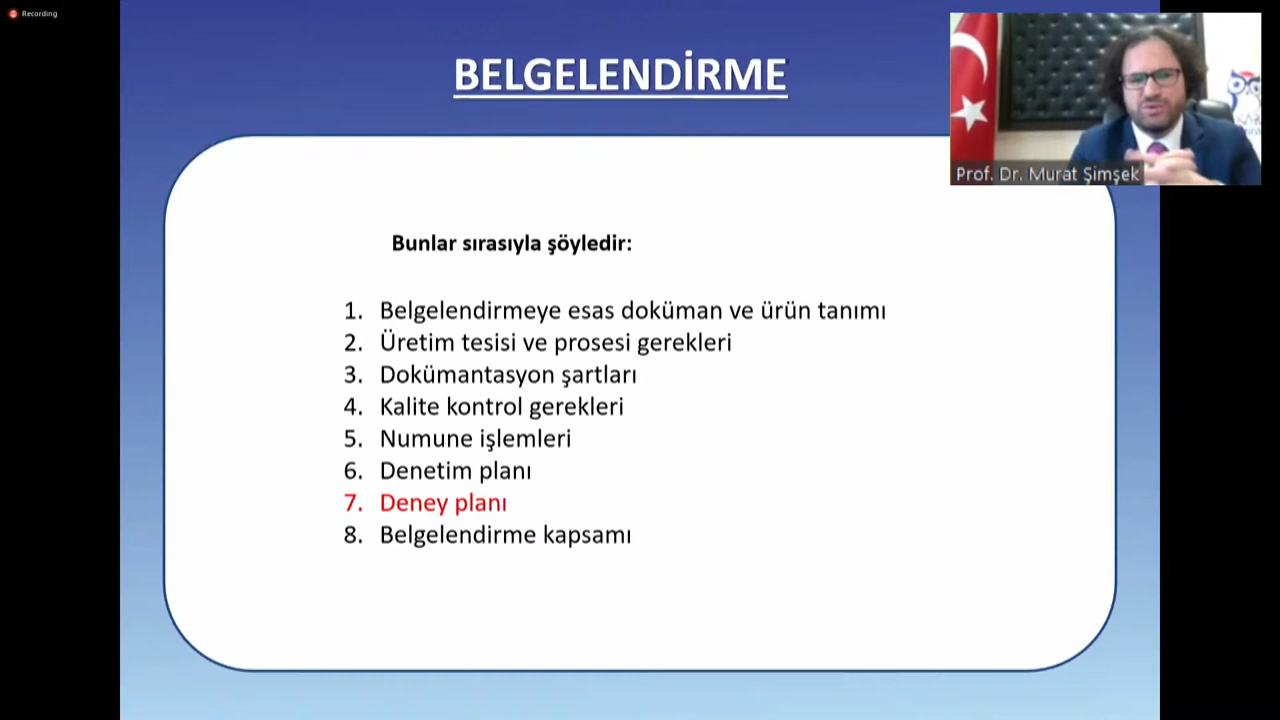 Recording
BELGELENDİRME
Prof. Dr. Murat Şimşek
Bunlar sırasıyla şöyledir:
1. Belgelendirmeye esas doküman ve ürün tanımı
2. Üretim tesisi ve prosesi gerekleri
3. Dokümantasyon şartları
4. Kalite kontrol gerekleri
5. Numune işlemleri
6. Denetim planı
7. Deney planı
8. Belgelendirme kapsamı